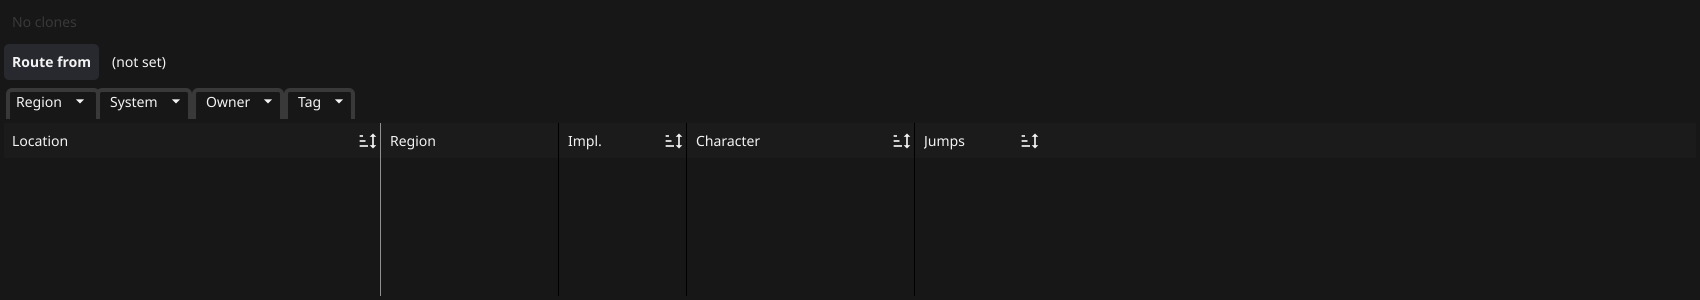 No clones
Route from (not set)
Region System Owner Tag
Location Region Impl. Character Jumps